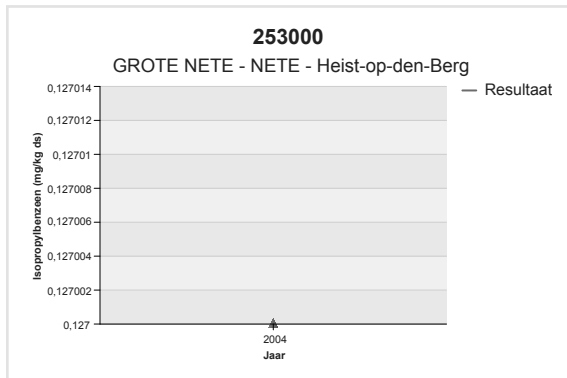 253000
GROTE NETE - NETE - Heist-op-den-Berg
Resultaat
Isopropylbenzeen (mg/kg ds)
0,127014
0,127012
0,12701
0,127008
0,127006
0,127004
0,127002
0,127
2004
Jaar